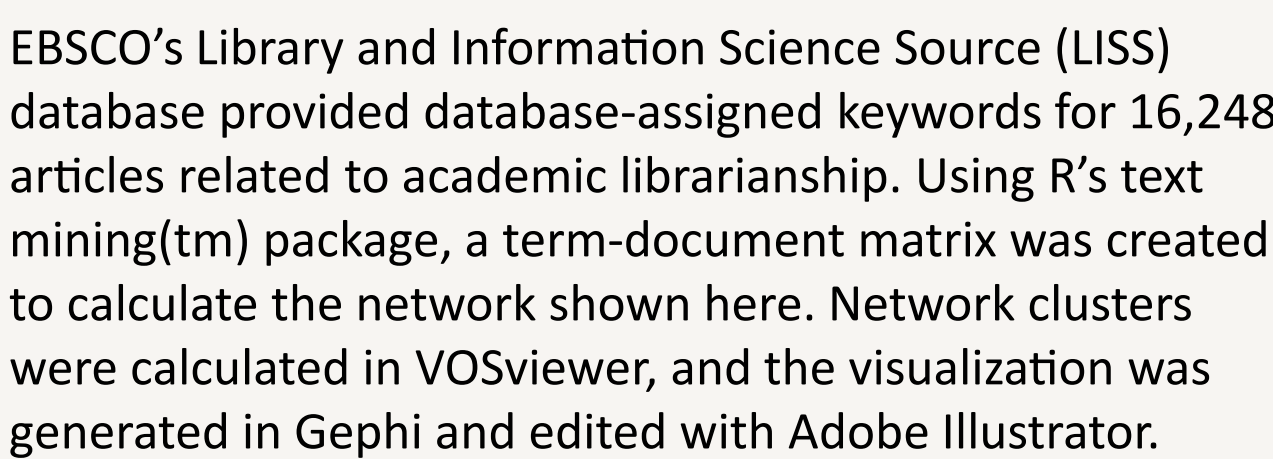 EBSCO’s Library and Information Science Source (LISS)
database provided database-assigned keywords for 16,248
articles related to academic librarianship. Using R’s text
mining(tm) package, a term-document matrix was created
to calculate the network shown here. Network clusters
were calculated in VOSviewer, and the visualization was
generated in Gephi and edited with Adobe Illustrator.